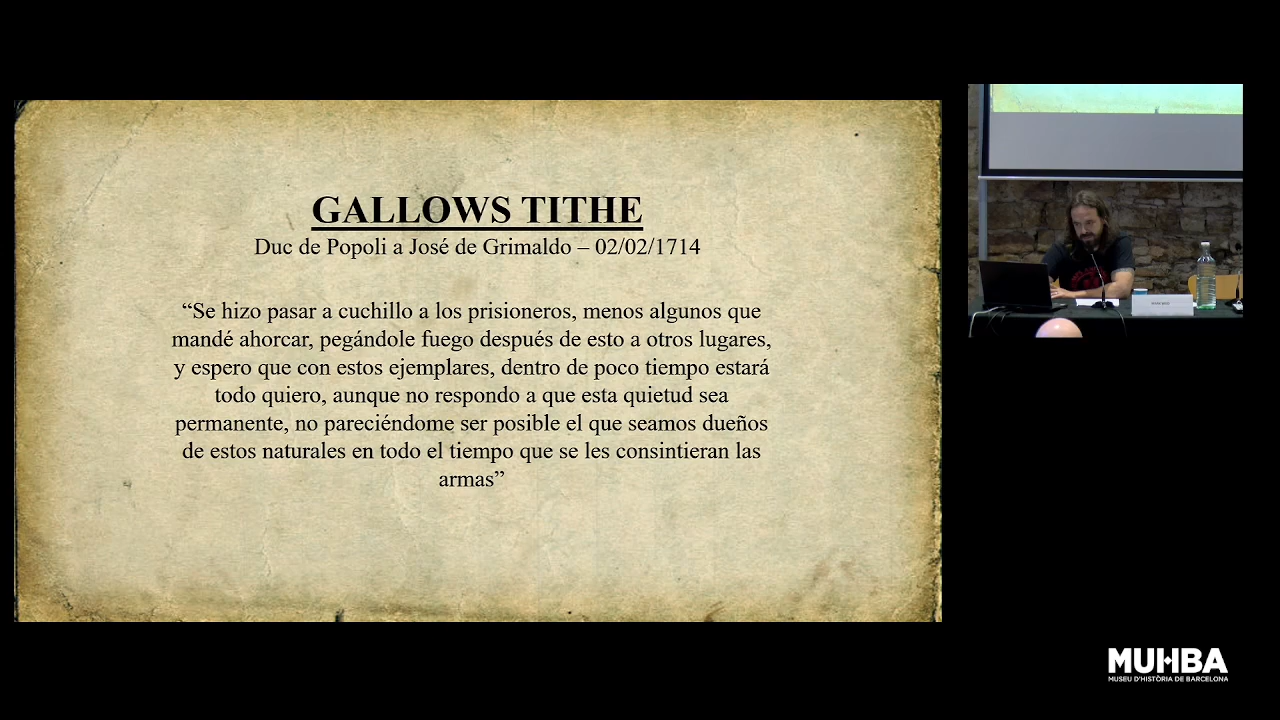 GALLOWS TITHE
Duc de Popoli a José de Grimaldo – 02/02/1714
“Se hizo pasar a cuchillo a los prisioneros, menos algunos que
mandé ahorcar, pegándole fuego después de esto a otros lugares,
y espero que con estos ejemplares, dentro de poco tiempo estará
todo quiero, aunque no respondo a que esta quietud sea
permanente, no pareciéndome ser posible el que seamos dueños
de estos naturales en todo el tiempo que se les consintieran las
armas”
MUHBA
MUSEU D'HISTÒRIA DE BARCELONA